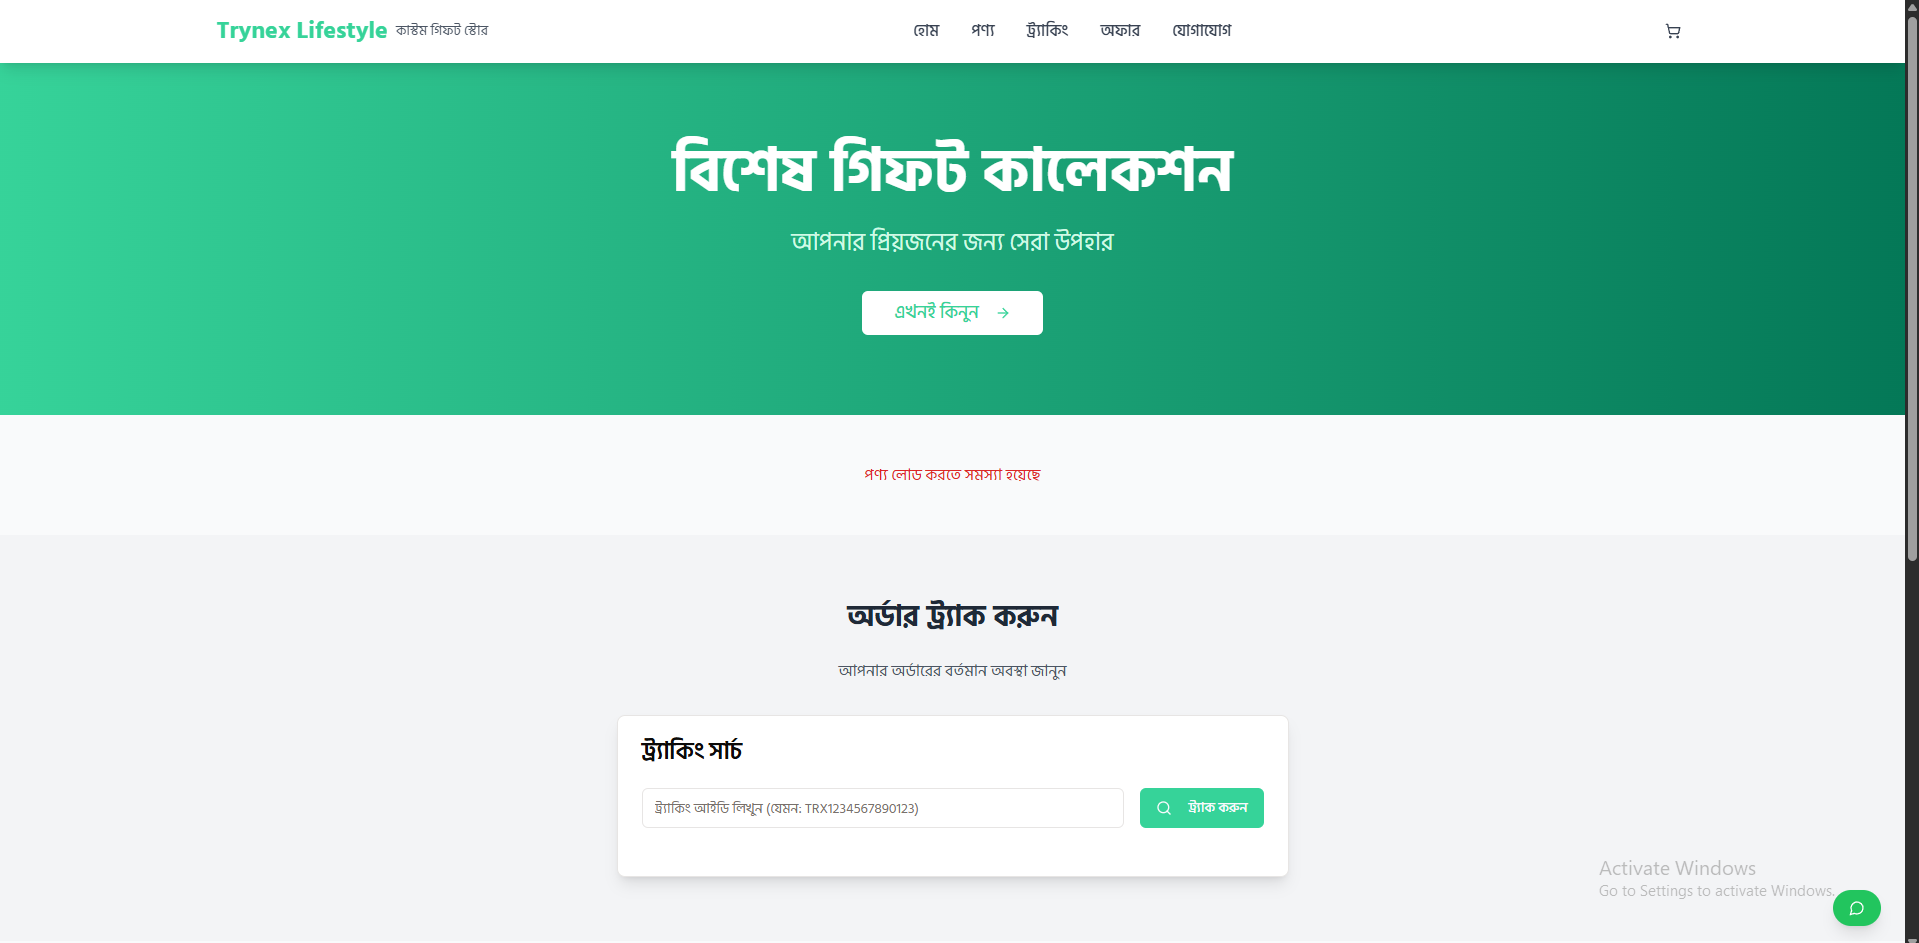 Trynex Lifestyle কাস্টম গিফট স্টোর
হোম পণ্য ট্র্যাকিং অফার যোগাযোগ
বিশেষ গিফট কালেকশন
আপনার প্রিয়জনের জন্য সেরা উপহার
এখনই কিনুন →
পণ্য লোড করতে সমস্যা হয়েছে
অর্ডার ট্র্যাক করুন
আপনার অর্ডারের বর্তমান অবস্থা জানুন
ট্র্যাকিং সার্চ
ট্র্যাকিং আইডি লিখুন (যেমন: TRX1234567890123)
ট্র্যাক করুন
Activate Windows
Go to Settings to activate Windows.